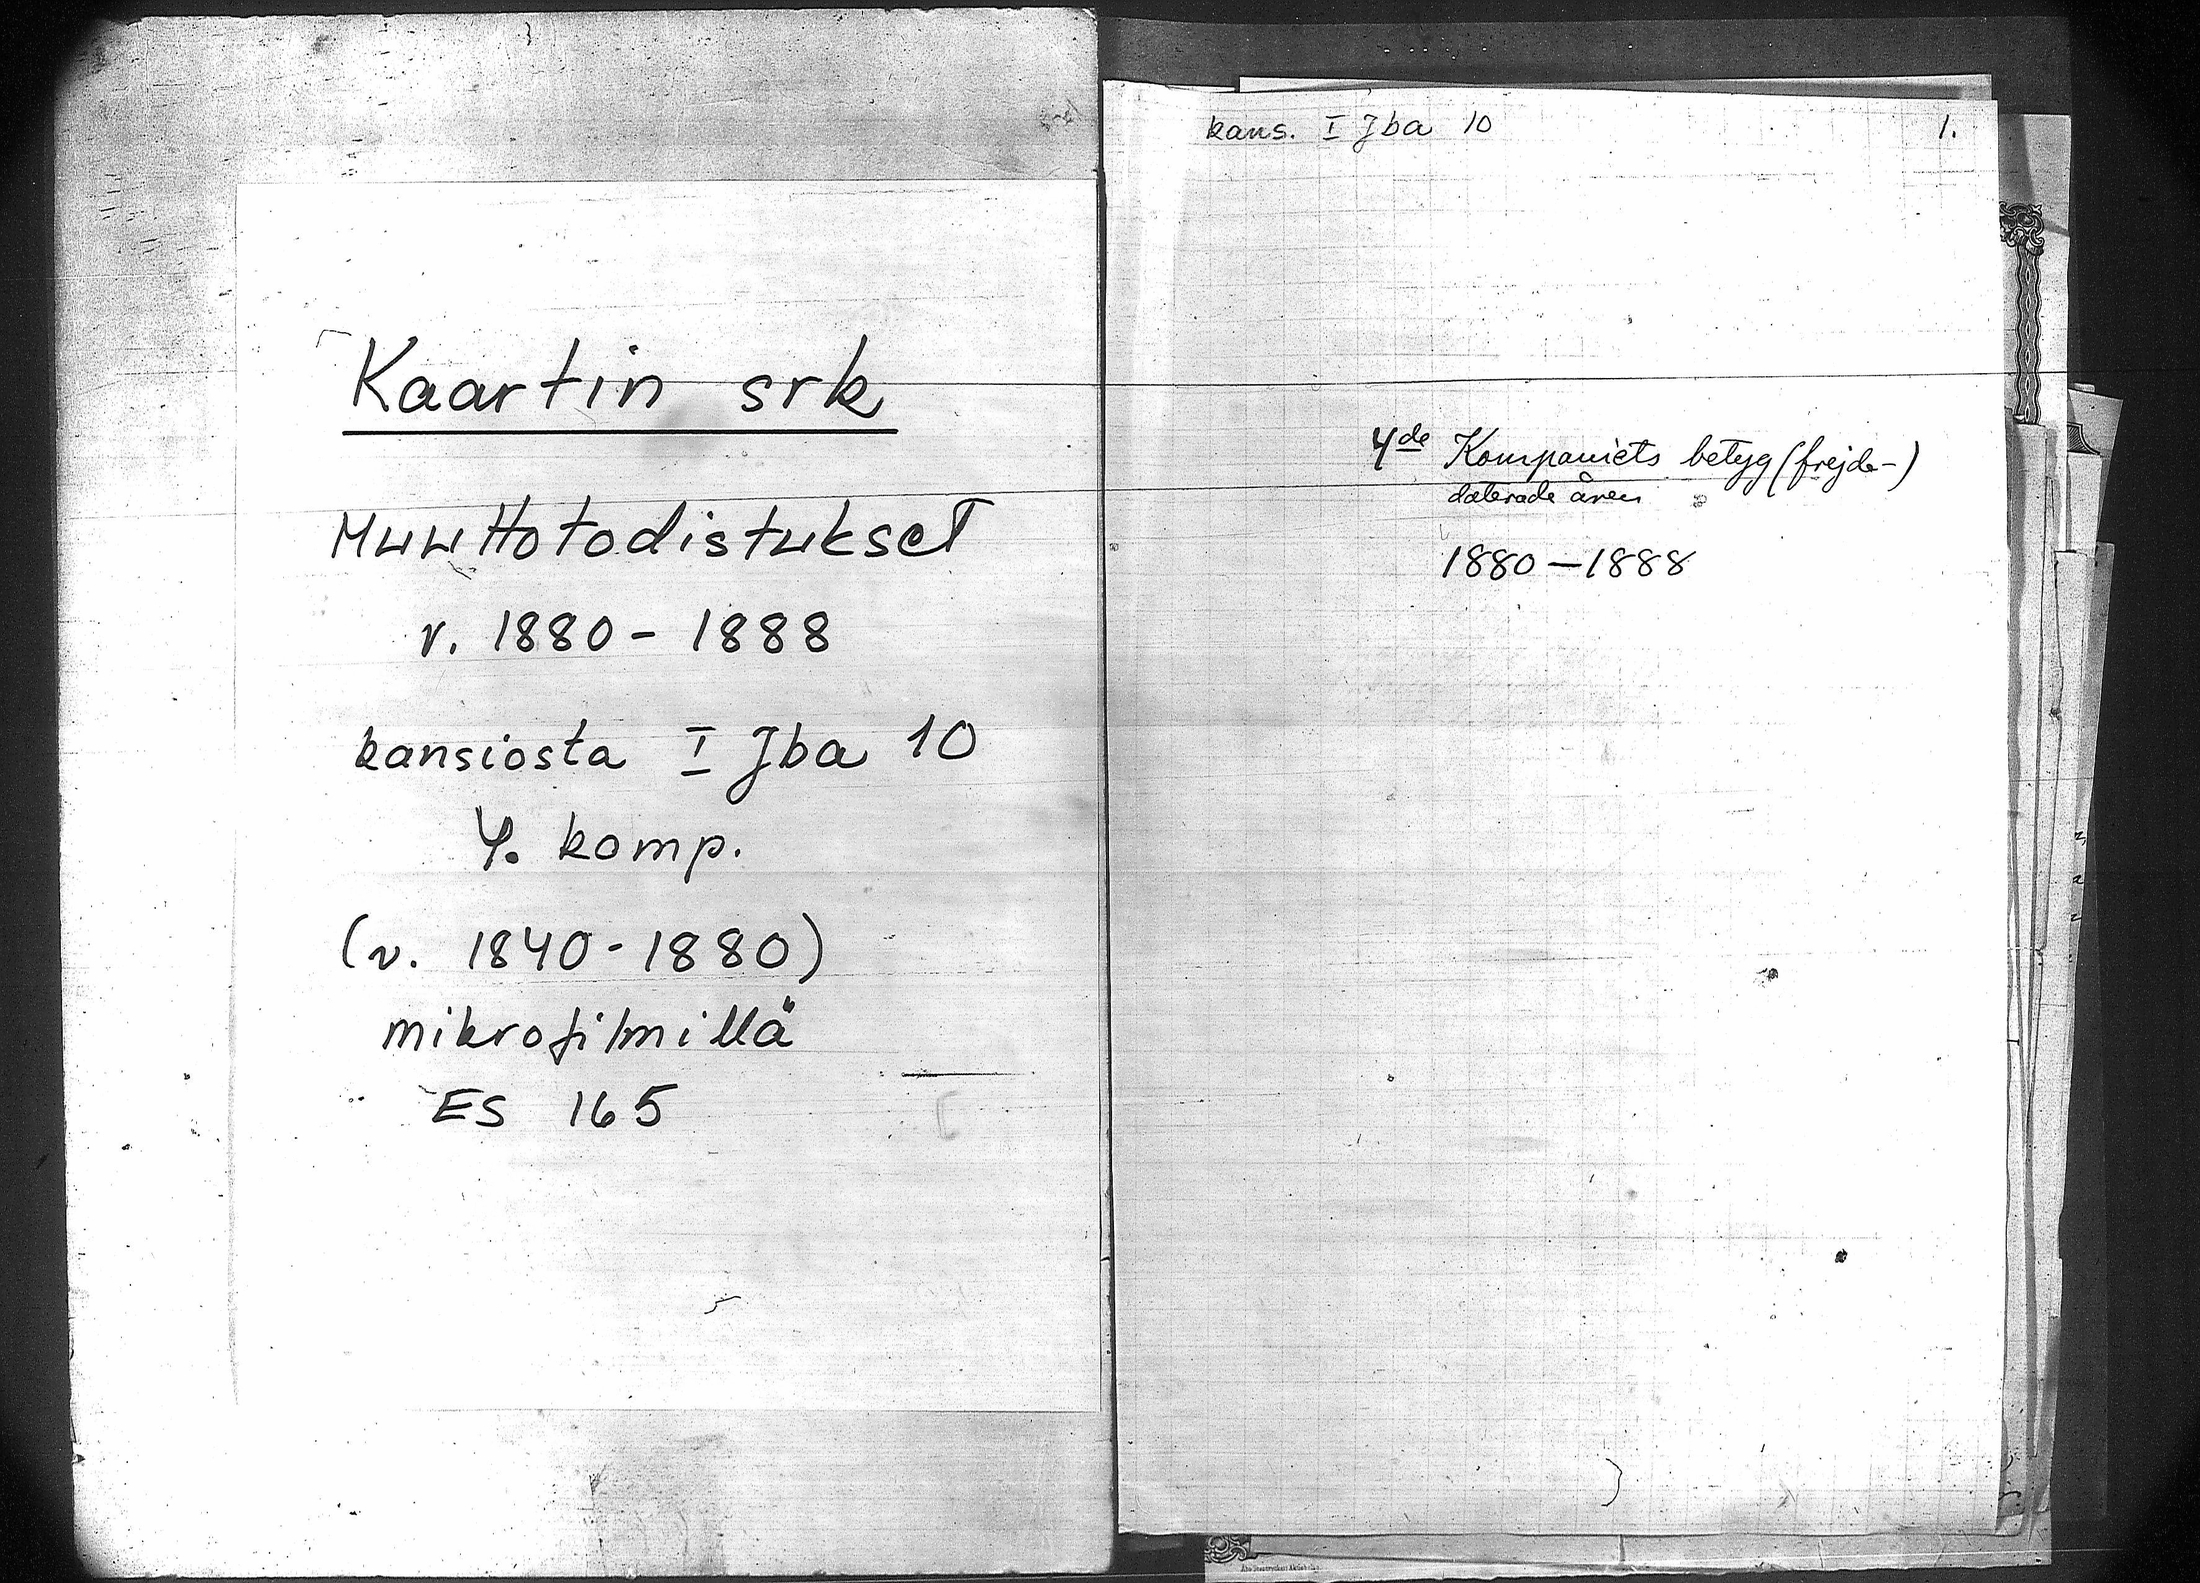 Kaartin srk
Muuttotodistukset
v. 1880 - 1888
kansiosta I Jba 10
4. komp.
(v. 1840 - 1880)
mikrofilmillä
ES 165
kans. I Jba 10 1.
4de Kompaniets betyg (frejde-)
daterade åren
1880 — 1888